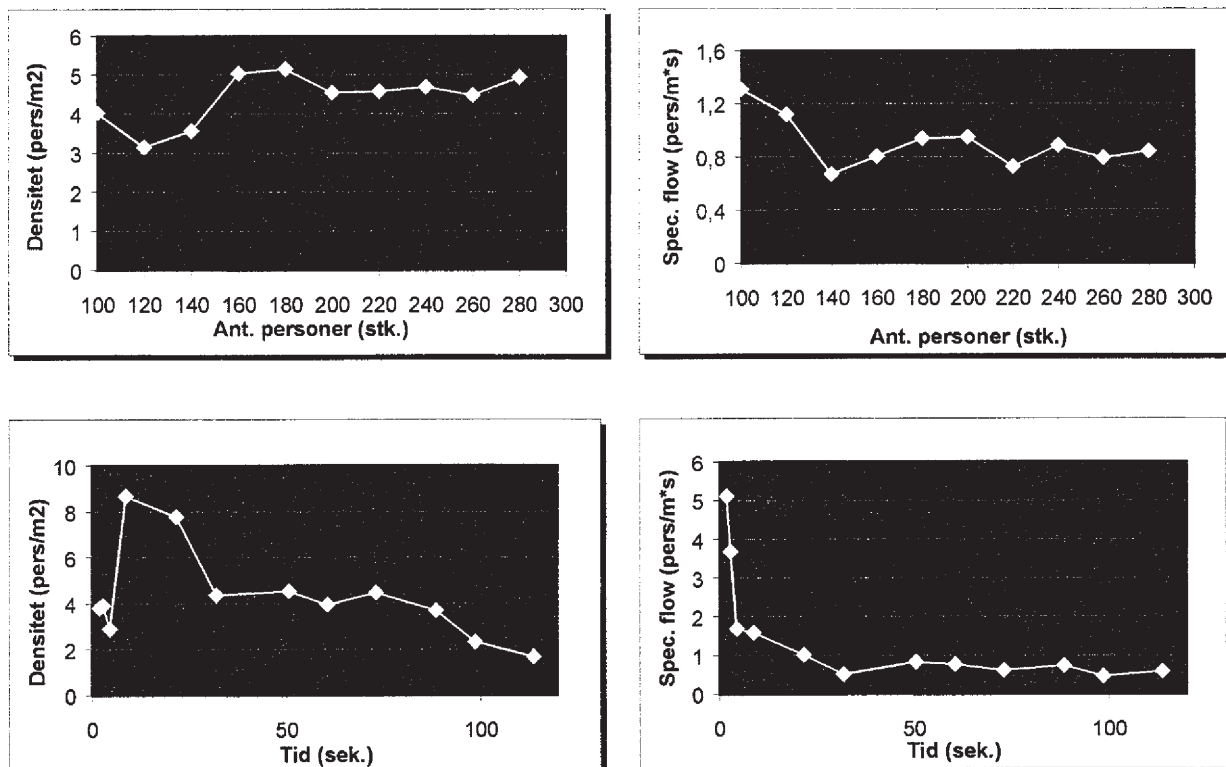 Densitet (pers/m2)
6
5
4
3
2
1
0
100 120 140 160 180 200 220 240 260 280 300
Ant. personer (stk.)
Spec. flow (pers/m*s)
1,6
1,2
0,8
0,4
0
100 120 140 160 180 200 220 240 260 280 300
Ant. personer (stk.)
Densitet (pers/m2)
10
8
6
4
2
0
0 50 100
Tid (sek.)
Spec. flow (pers/m*s)
6
5
4
3
2
1
0
0 50 100
Tid (sek.)